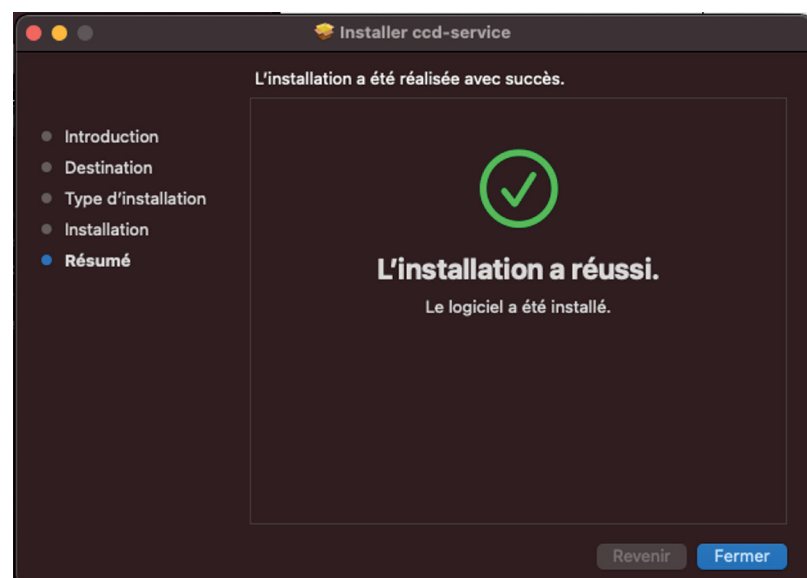 Installer ccd-service
L'installation a été réalisée avec succès.
Introduction
Destination
Type d'installation
Installation
Résumé
L'installation a réussi.
Le logiciel a été installé.
Revenir
Fermer